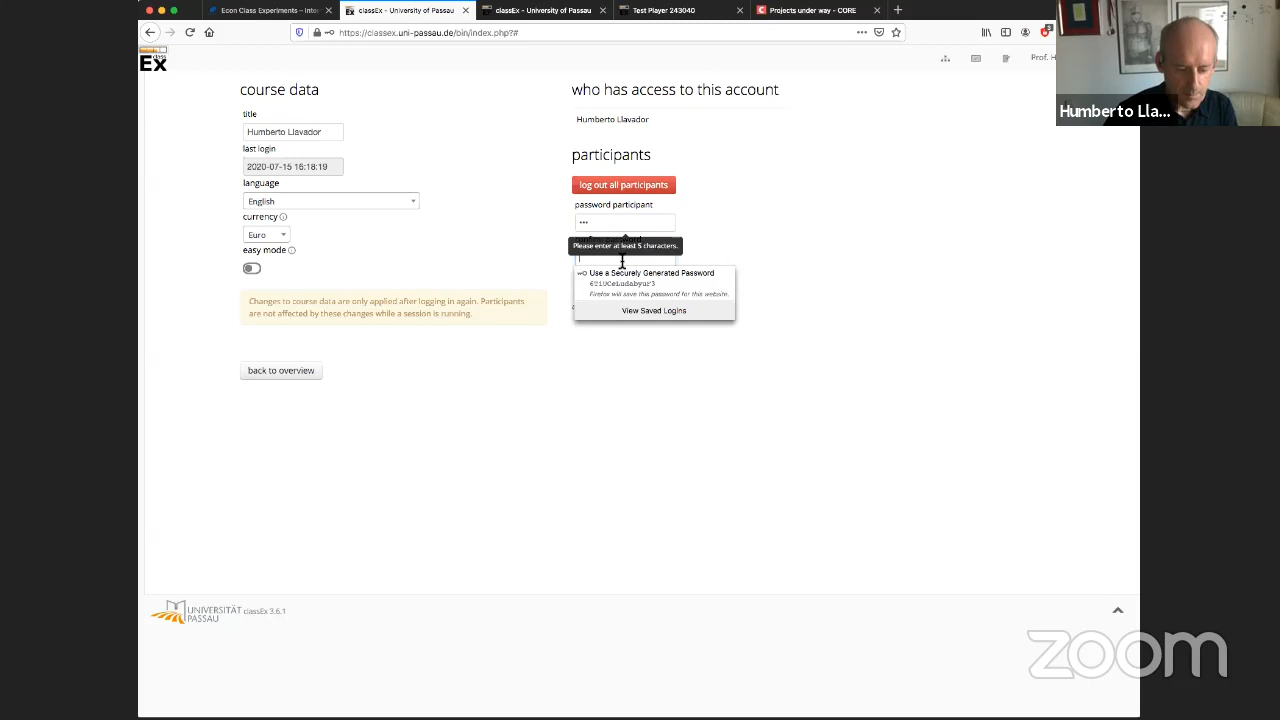 Econ Class Experiments – Inter
classEx - University of Passau
classEx - University of Passau
Test Player 243040
Projects under way - CORE
https://classex.uni-passau.de/bin/index.php?#
class
Ex
Prof. H
Humberto Lla...
course data
title
Humberto Llavador
last login
2020-07-15 16:18:19
language
English
currency
Euro
easy mode
Changes to course data are only applied after logging in again. Participants
are not affected by these changes while a session is running.
back to overview
who has access to this account
Humberto Llavador
participants
log out all participants
password participant
•••
Please enter at least 5 characters.
Use a Securely Generated Password
Firefox will save this password for this website.
View Saved Logins
UNIVERSITÄT
PASSAU
classEx 3.6.1
zoom